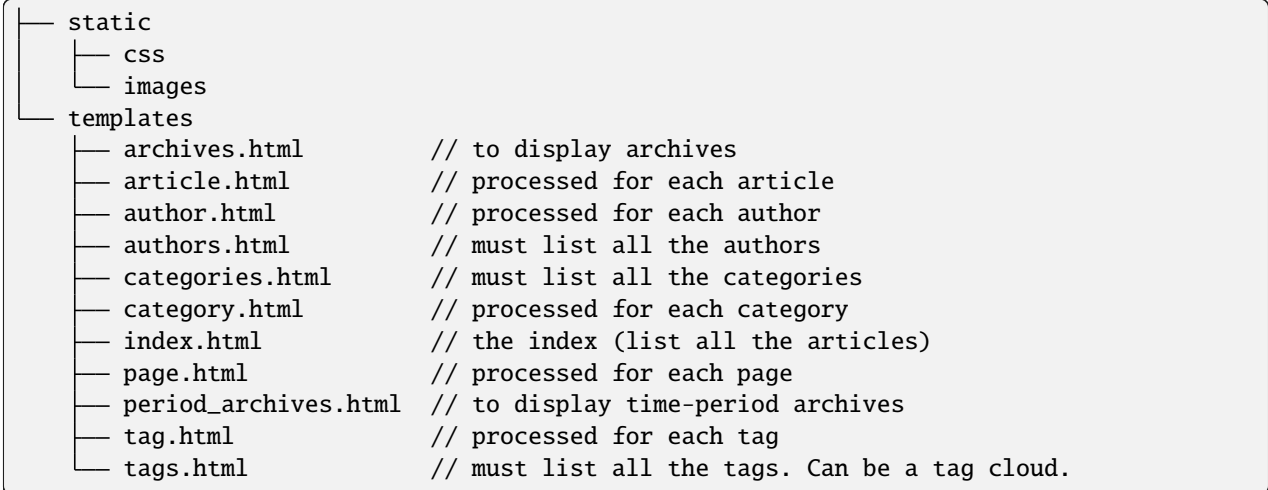 ├── static
│   ├── css
│   └── images
└── templates
    ├── archives.html         // to display archives
    ├── article.html          // processed for each article
    ├── author.html           // processed for each author
    ├── authors.html          // must list all the authors
    ├── categories.html       // must list all the categories
    ├── category.html         // processed for each category
    ├── index.html            // the index (list all the articles)
    ├── page.html             // processed for each page
    ├── period_archives.html  // to display time-period archives
    ├── tag.html              // processed for each tag
    └── tags.html             // must list all the tags. Can be a tag cloud.